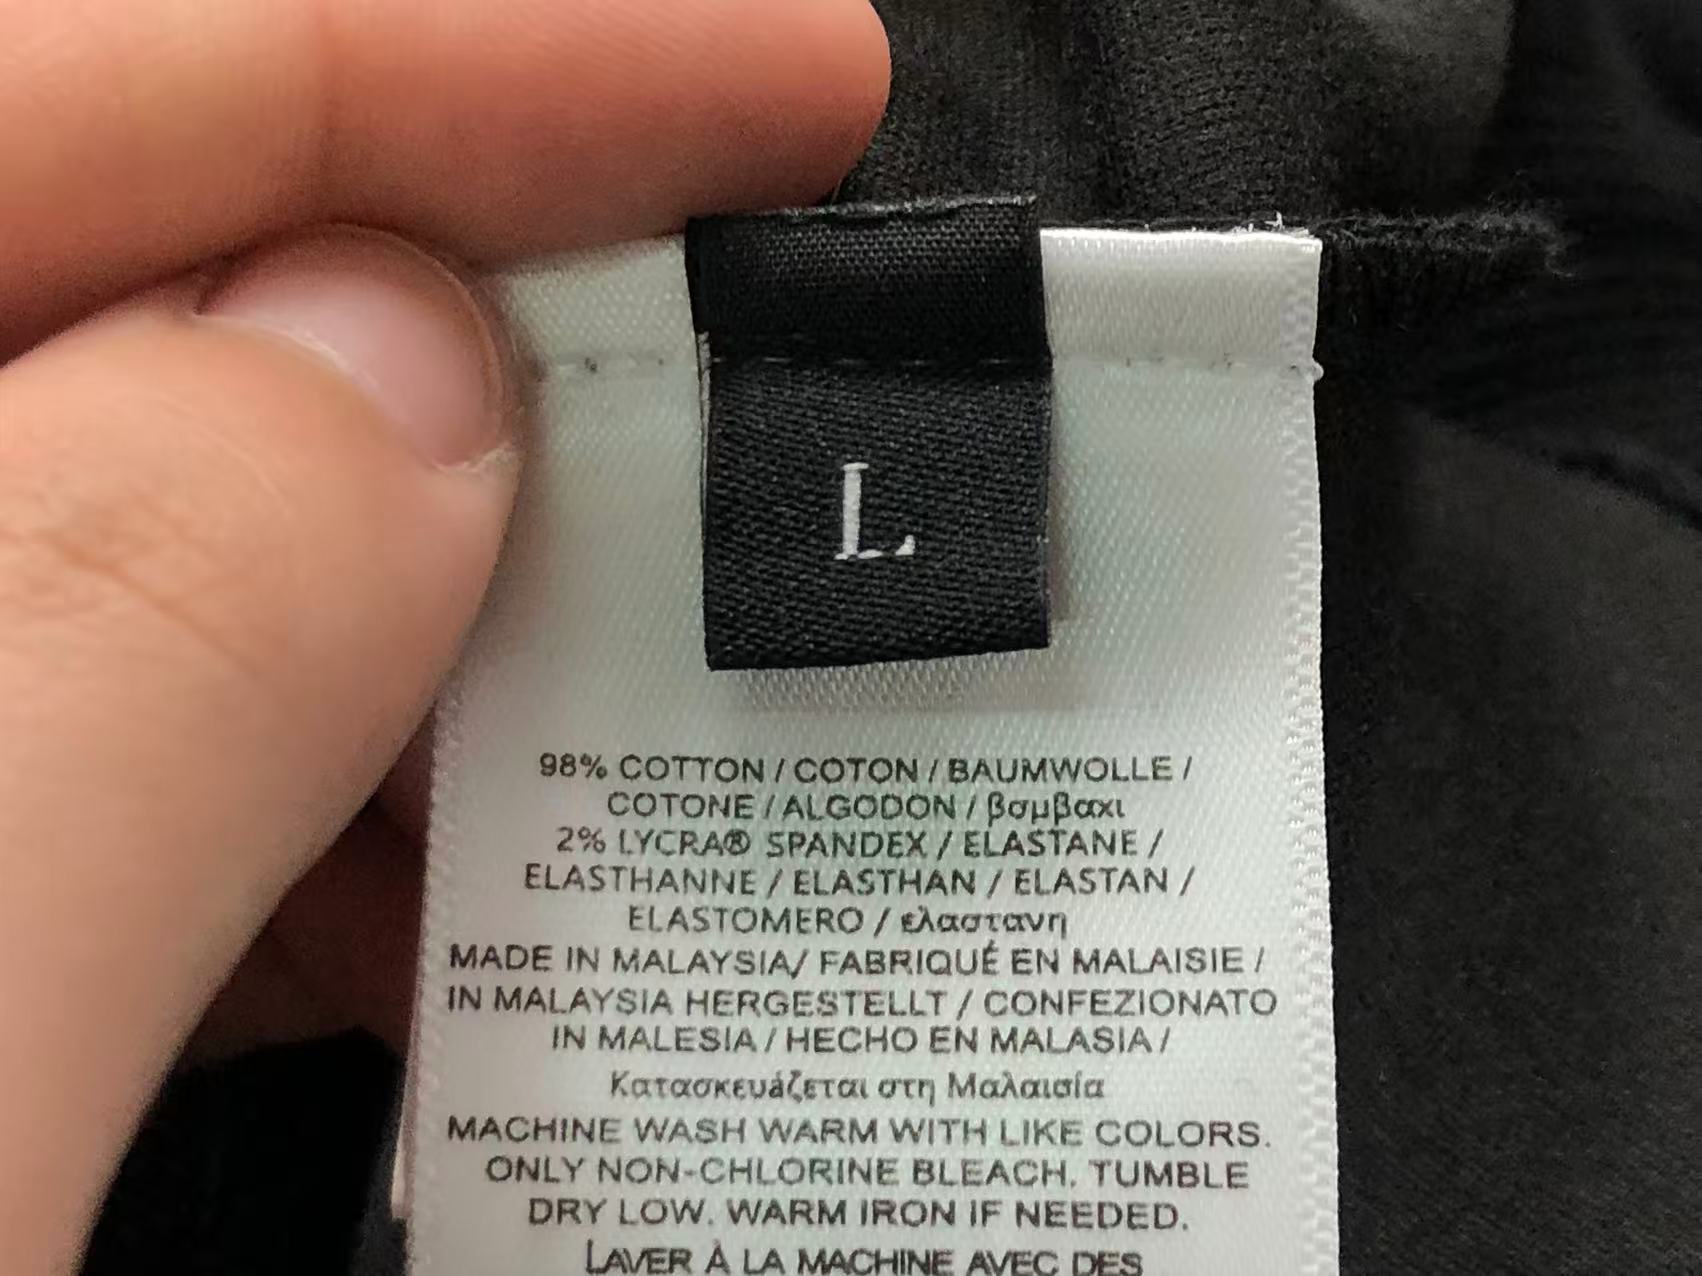 L
98% COTTON / COTON / BAUMWOLLE /
COTONE / ALGODON / βσμβαχι
2% LYCRA® SPANDEX / ELASTANE /
ELASTHANNE / ELASTHAN / ELASTAN /
ELASTOMERO / ελαστανη
MADE IN MALAYSIA/ FABRIQUÉ EN MALAISIE /
IN MALAYSIA HERGESTELLT / CONFEZIONATO
IN MALESIA / HECHO EN MALASIA /
Κατασκευάζεται στη Μαλαισία
MACHINE WASH WARM WITH LIKE COLORS.
ONLY NON-CHLORINE BLEACH. TUMBLE
DRY LOW. WARM IRON IF NEEDED.
LAVER À LA MACHINE AVEC DES